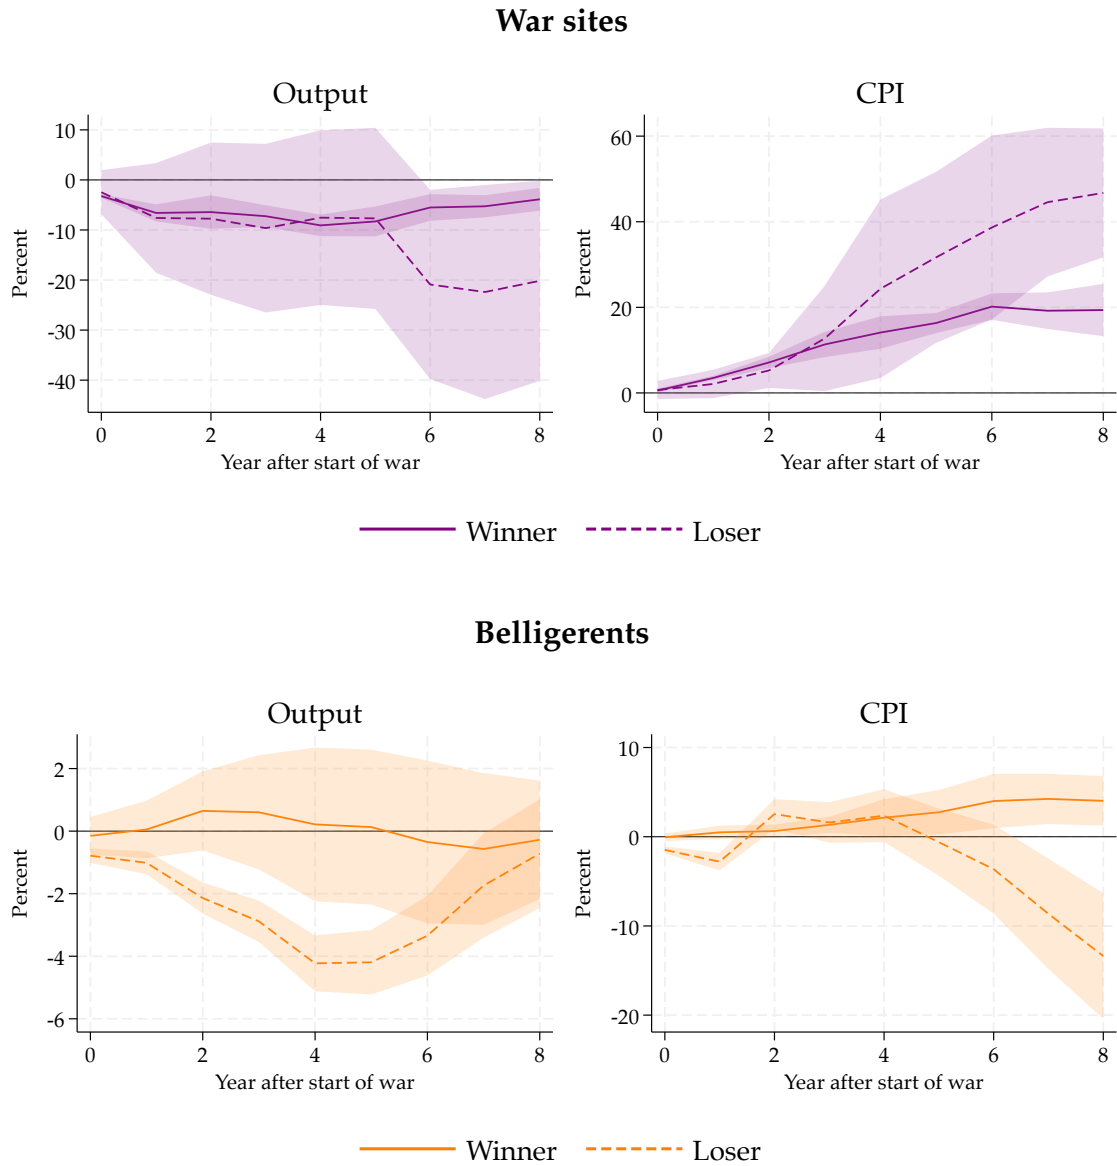 War sites
Output
CPI
Percent
10
0
-10
-20
-30
-40
0 2 4 6 8
Year after start of war
Percent
60
40
20
0
0 2 4 6 8
Year after start of war
Winner Loser
Belligerents
Output
CPI
Percent
2
0
-2
-4
-6
0 2 4 6 8
Year after start of war
Percent
10
0
-10
-20
0 2 4 6 8
Year after start of war
Winner Loser